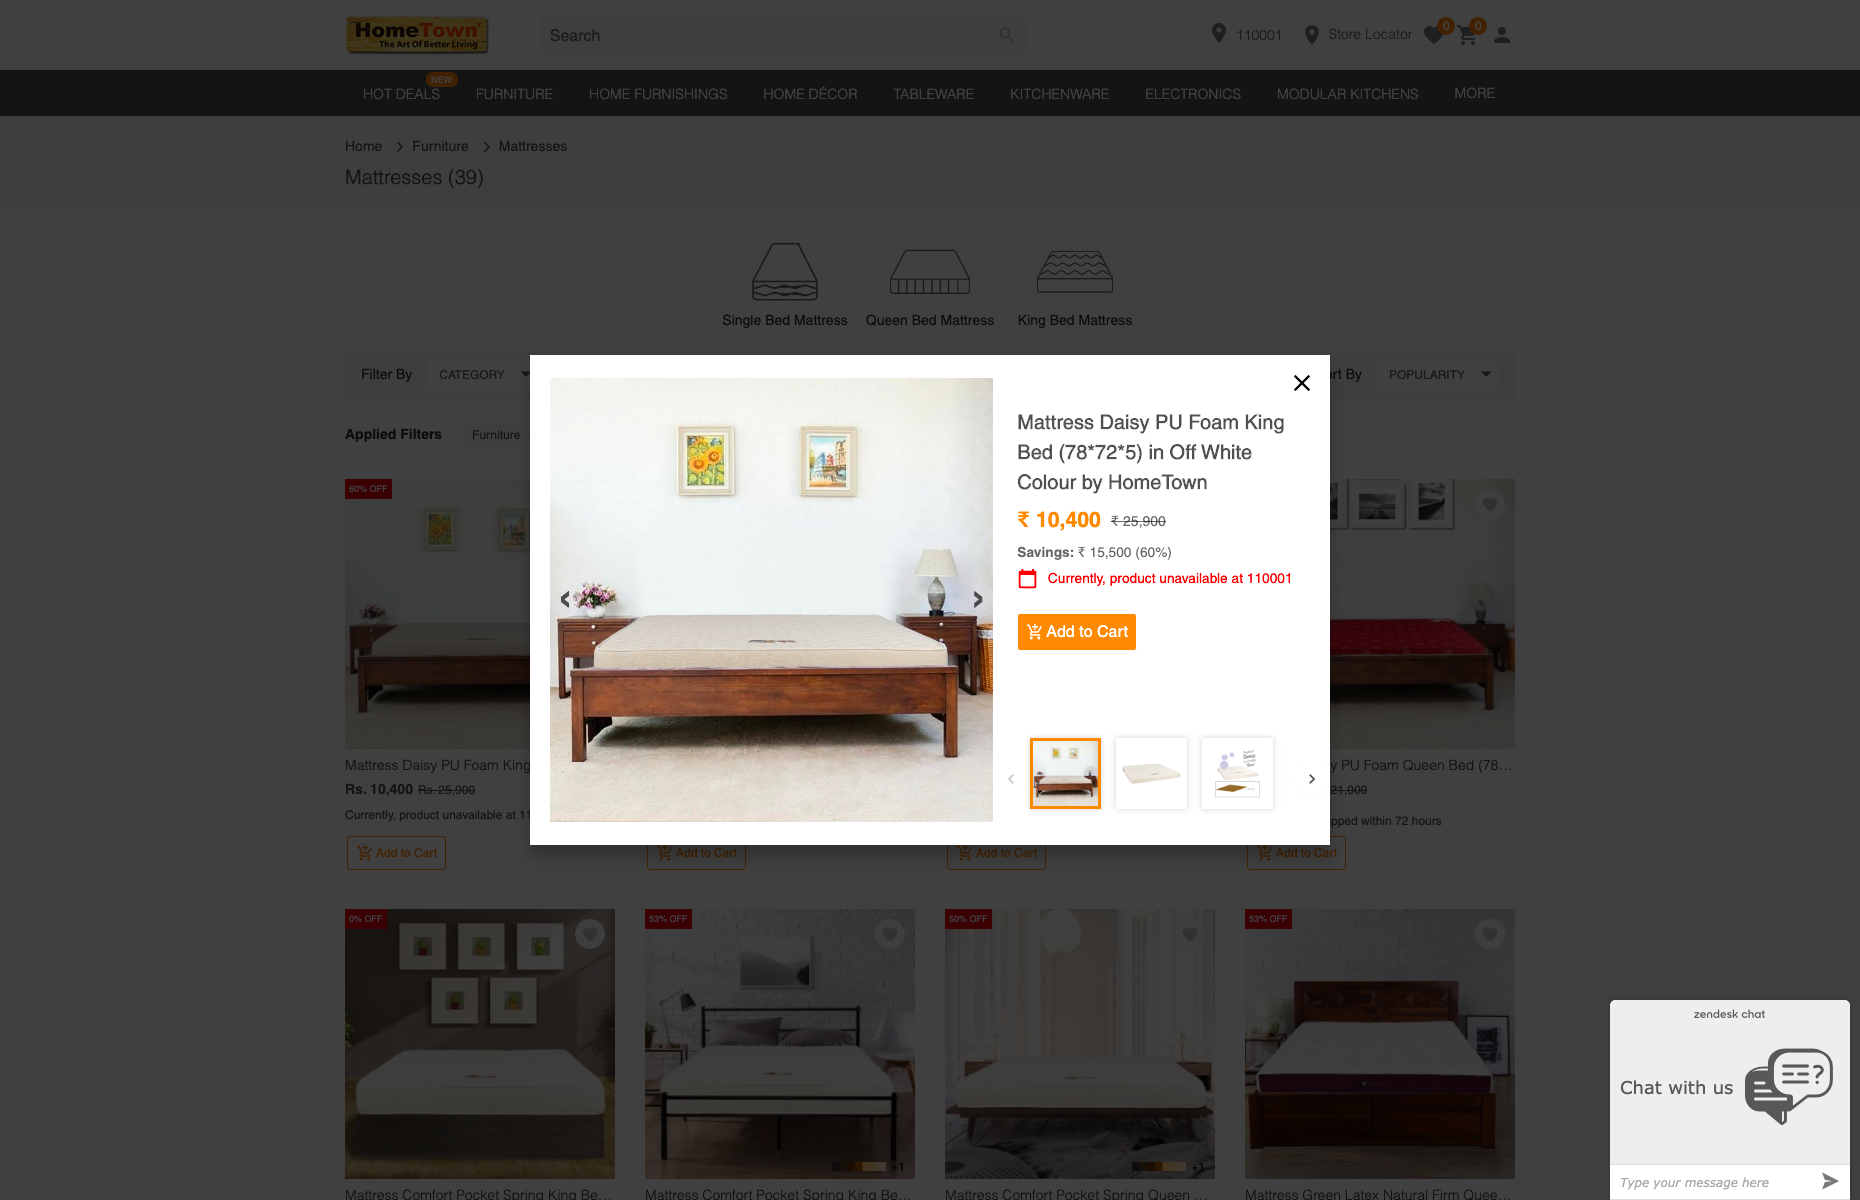 HomeTown
The Art Of Better Living
Search
110001
Store Locator
0
0
HOT DEALS
NEW
FURNITURE
HOME FURNISHINGS
HOME DÉCOR
TABLEWARE
KITCHENWARE
ELECTRONICS
MODULAR KITCHENS
MORE
Home
Furniture
Mattresses
Mattresses (39)
Single Bed Mattress
Queen Bed Mattress
King Bed Mattress
Filter By
CATEGORY
rt By
POPULARITY
Applied Filters
Furniture
Mattress Daisy PU Foam King
Bed (78*72*5) in Off White
Colour by HomeTown
₹ 10,400 ₹ 25,900
Savings: ₹ 15,500 (60%)
Currently, product unavailable at 110001
Add to Cart
60% OFF
Mattress Daisy PU Foam King
Rs. 10,400 Rs. 25,900
Currently, product unavailable at 11
Add to Cart
Add to Cart
Add to Cart
y PU Foam Queen Bed (78...
21,000
pped within 72 hours
Add to Cart
0% OFF
53% OFF
50% OFF
53% OFF
+1
+1
Mattress Comfort Pocket Spring King Be...
Mattress Comfort Pocket Spring King Be...
Mattress Comfort Pocket Spring Queen ...
Mattress Green Latex Natural Firm Quee...
zendesk chat
Chat with us
Type your message here